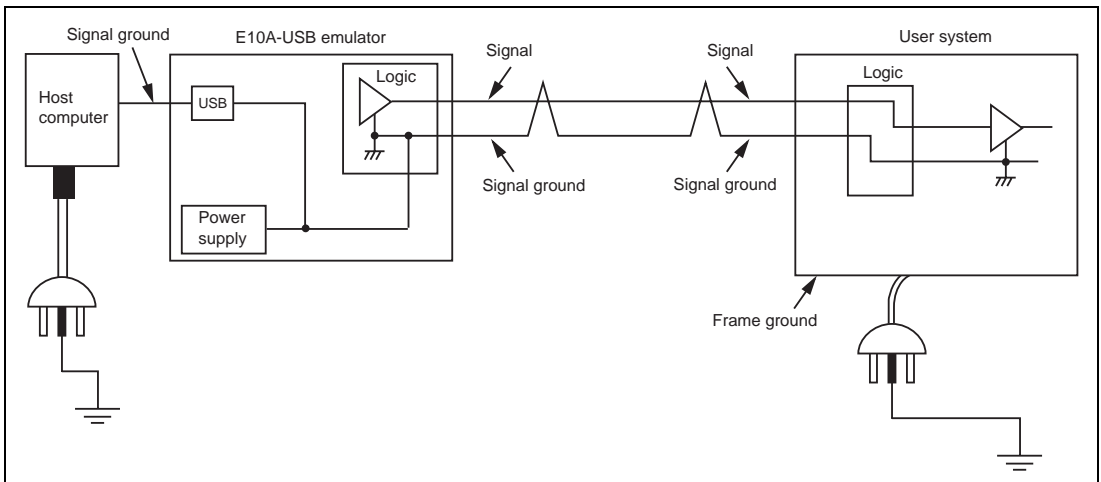 Signal ground
E10A-USB emulator
User system
Signal
Signal
Logic
Logic
Host
computer
USB
Signal ground
Signal ground
Power
supply
Frame ground